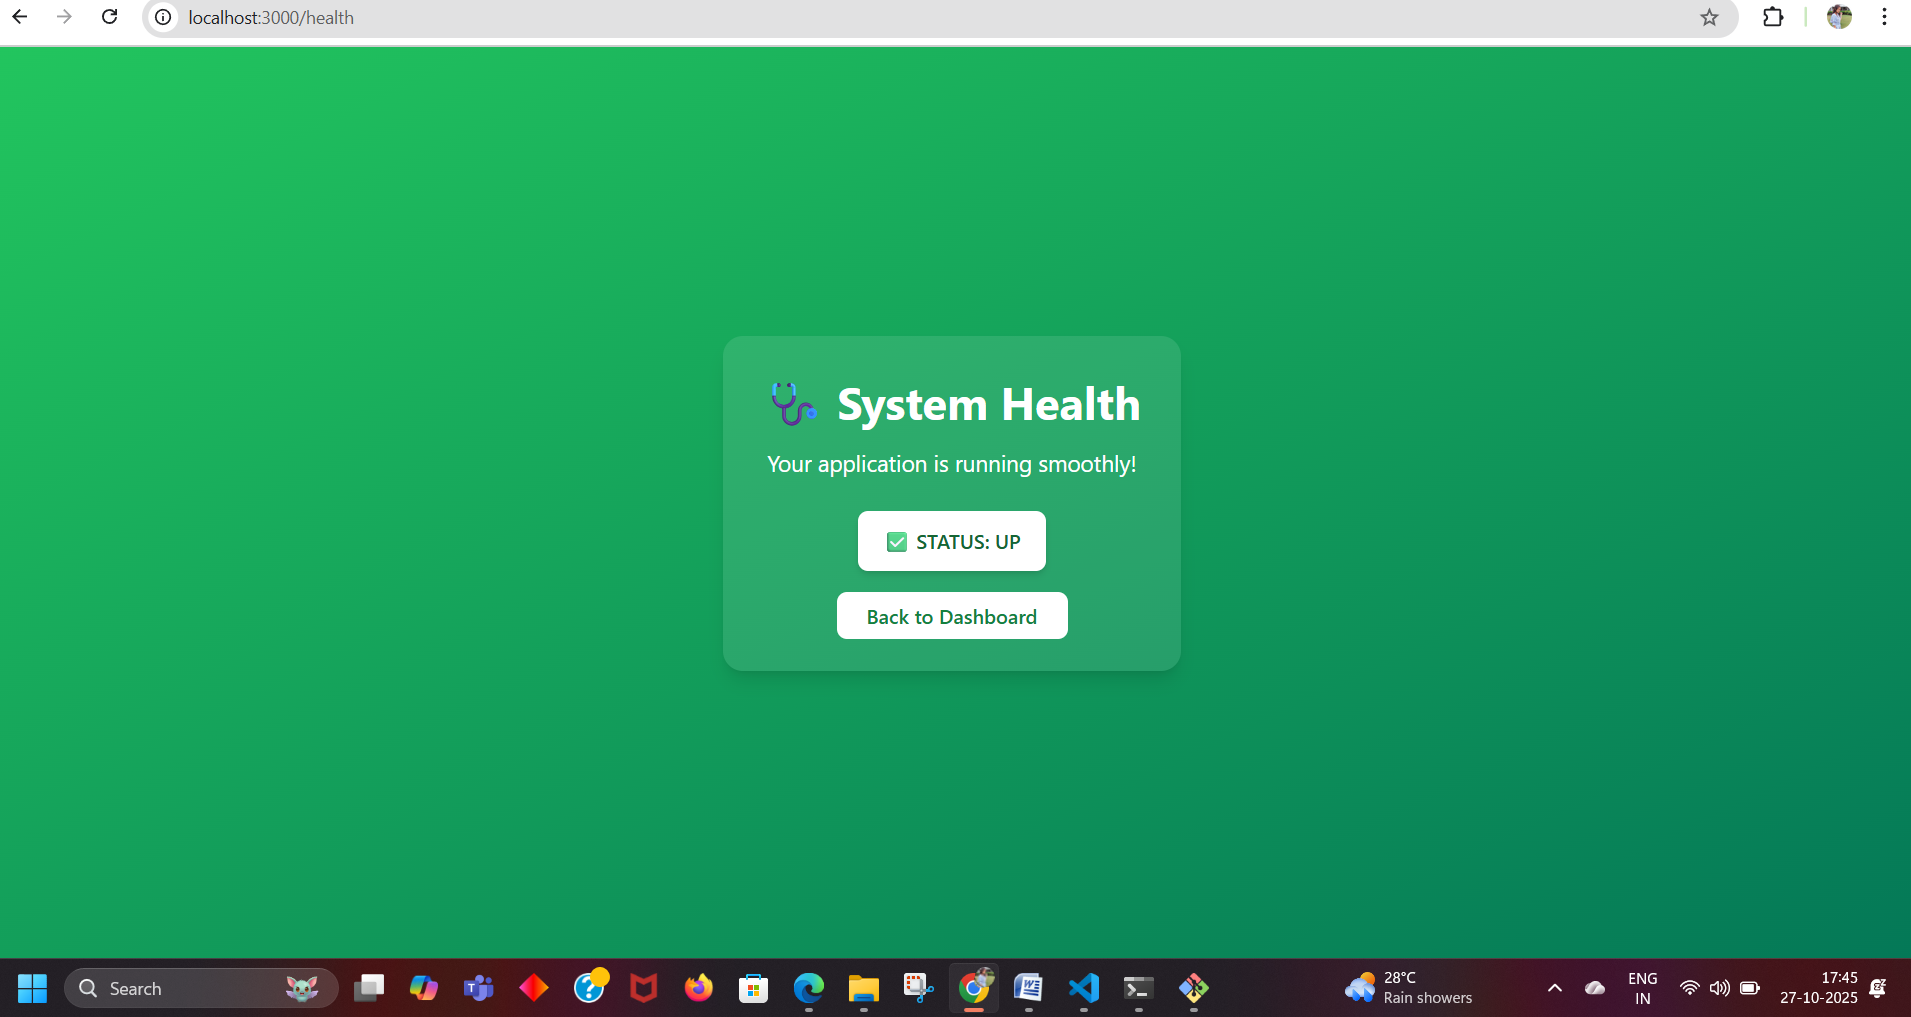 localhost:3000/health
System Health
Your application is running smoothly!
✅ STATUS: UP
Back to Dashboard
Search
28°C
Rain showers
ENG
IN
17:45
27-10-2025